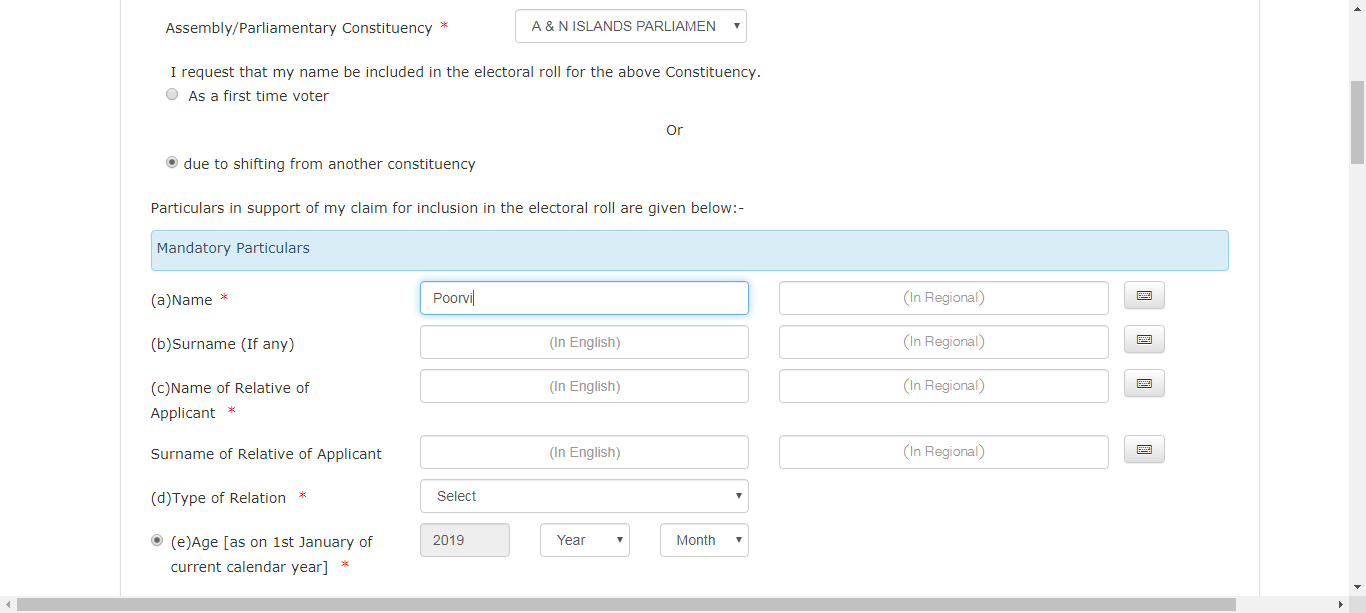 Assembly/Parliamentary Constituency * A & N ISLANDS PARLIAMEN
I request that my name be included in the electoral roll for the above Constituency.
As a first time voter
Or
due to shifting from another constituency
Particulars in support of my claim for inclusion in the electoral roll are given below:-
Mandatory Particulars
(a)Name * Poorvi (In Regional)
(b)Surname (If any) (In English) (In Regional)
(c)Name of Relative of (In English) (In Regional)
Applicant *
Surname of Relative of Applicant (In English) (In Regional)
(d)Type of Relation * Select
(e)Age [as on 1st January of 2019 Year Month
current calendar year] *